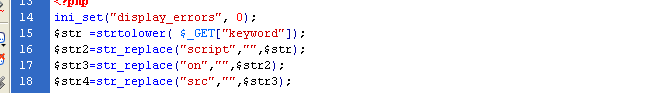 13 <?php
14 ini_set("display_errors", 0);
15 $str =strtolower( $_GET["keyword"]);
16 $str2=str_replace("script","",$str);
17 $str3=str_replace("on","",$str2);
18 $str4=str_replace("src","",$str3);